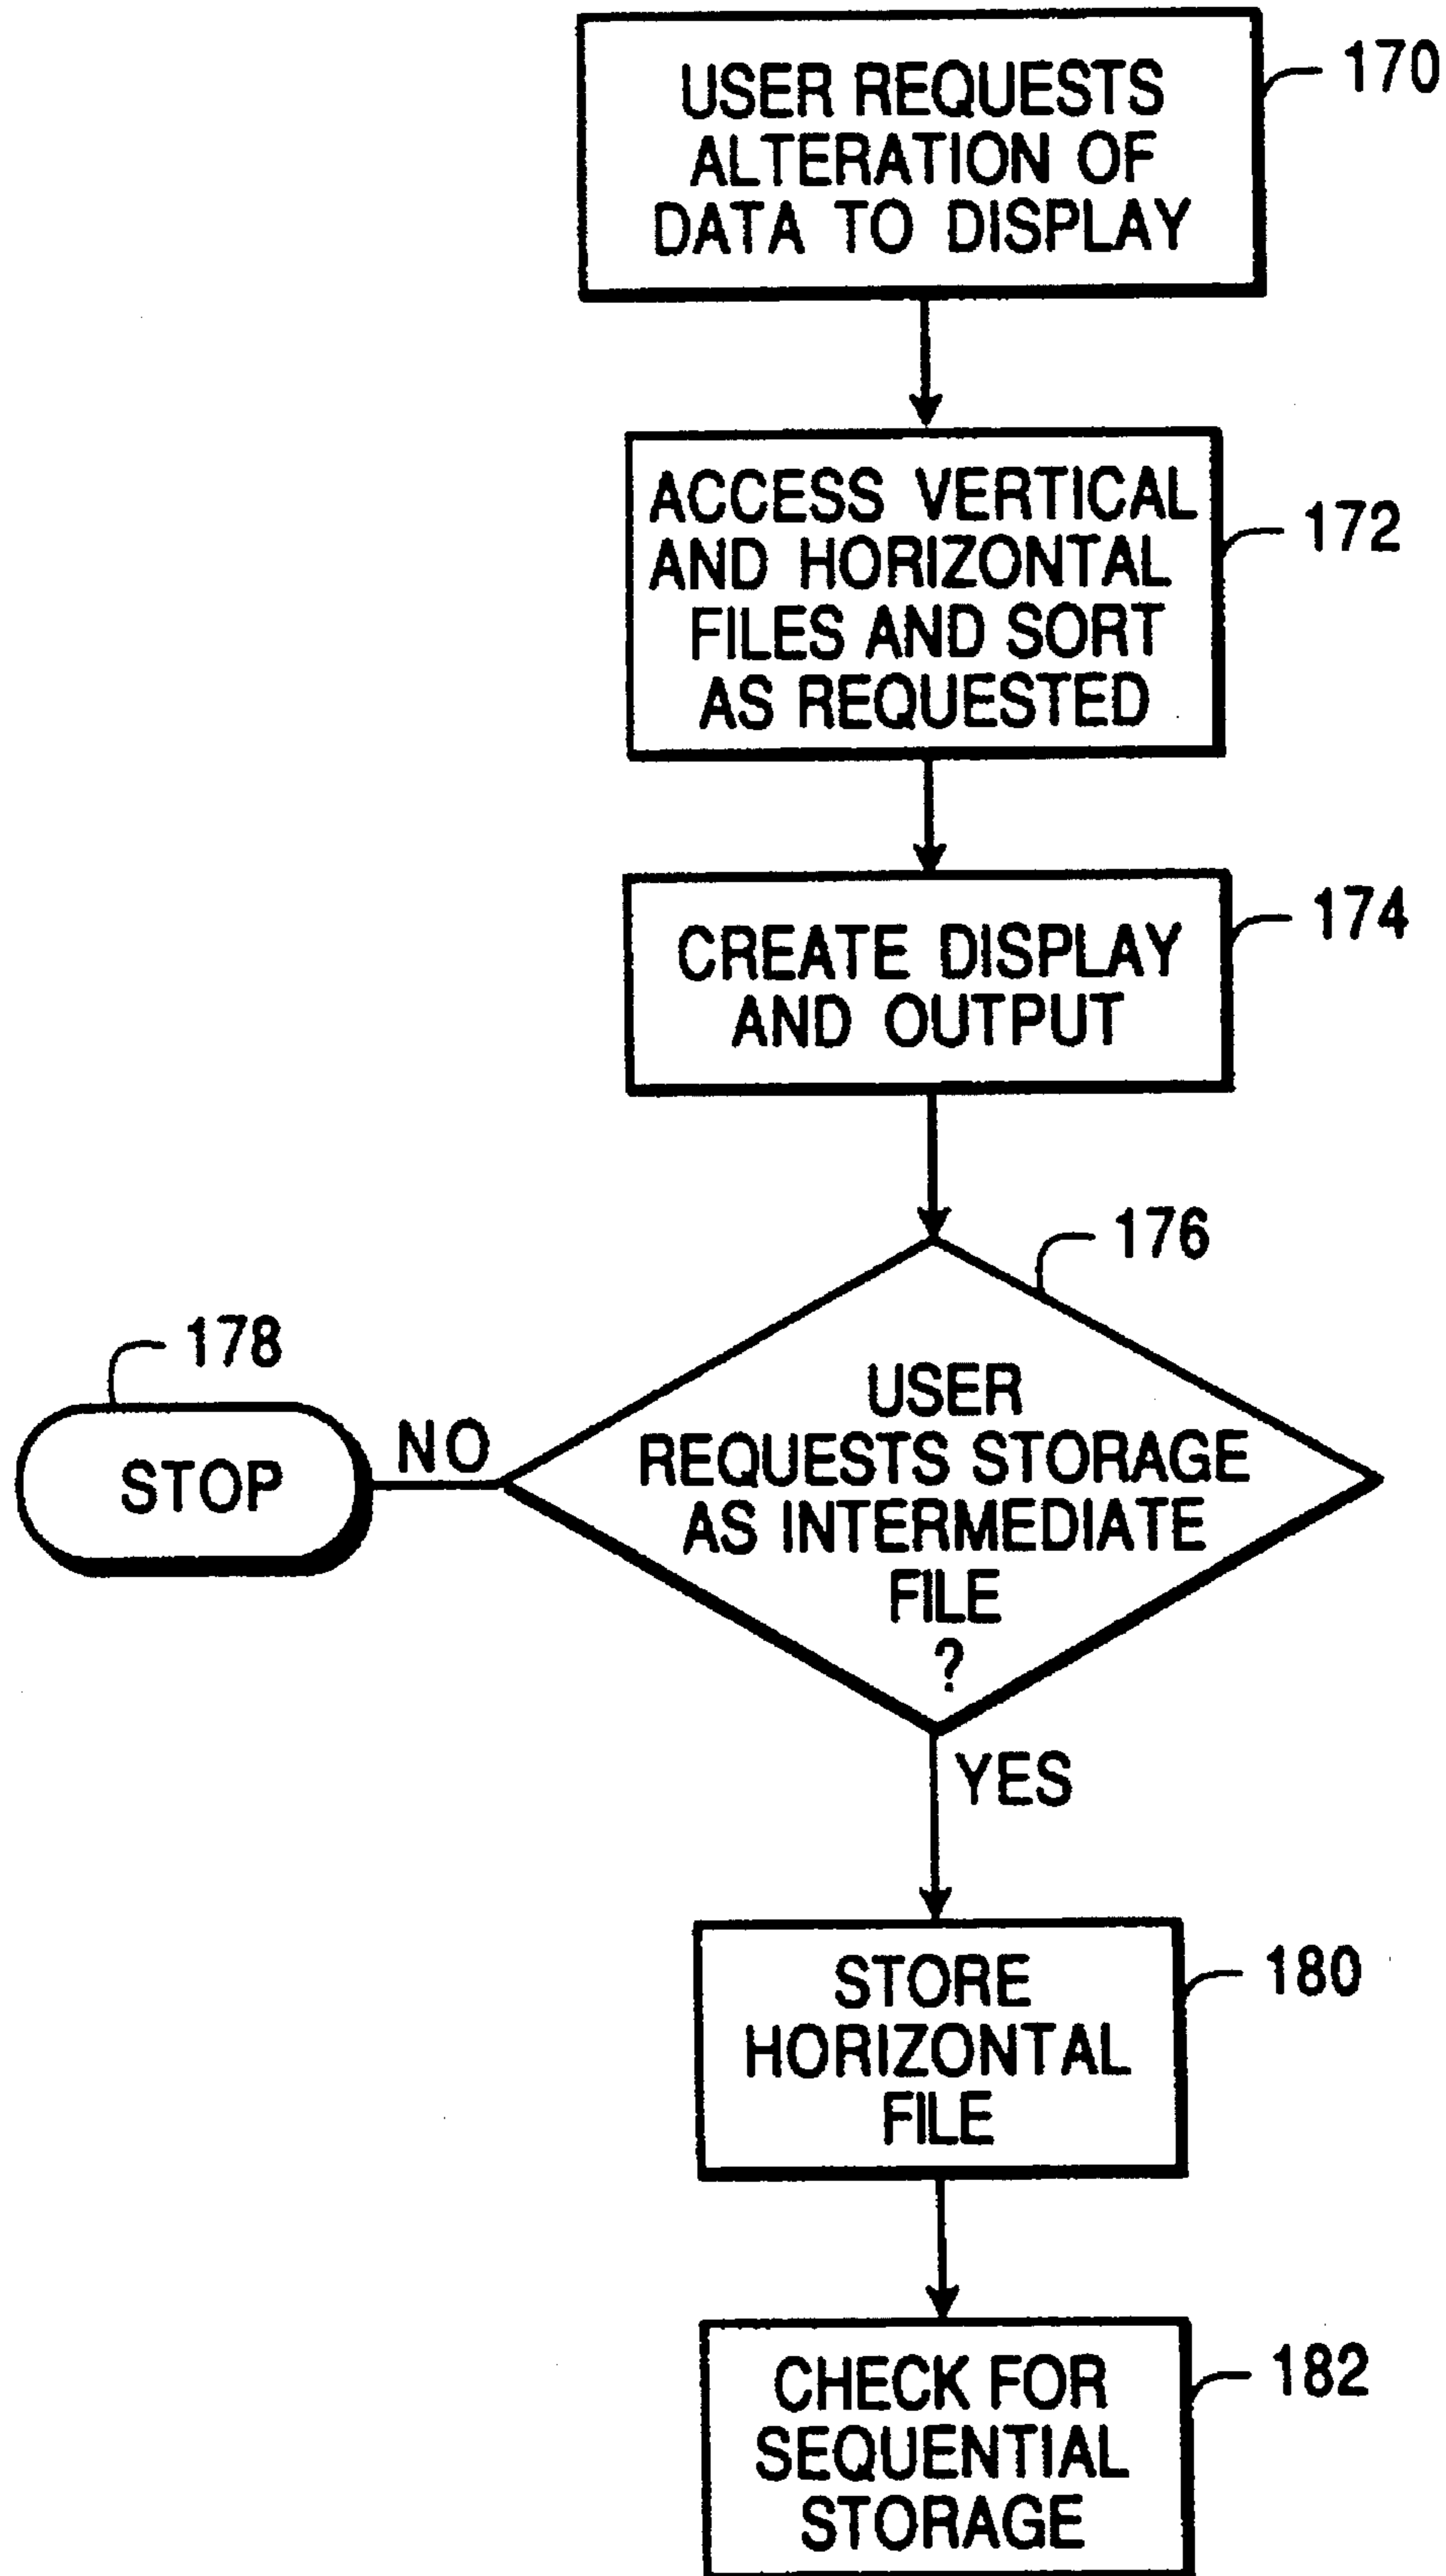 USER REQUESTS
ALTERATION OF
DATA TO DISPLAY
170
ACCESS VERTICAL
AND HORIZONTAL
FILES AND SORT
AS REQUESTED
172
CREATE DISPLAY
AND OUTPUT
174
176
USER
REQUESTS STORAGE
AS INTERMEDIATE
FILE
?
178
STOP
NO
YES
STORE
HORIZONTAL
FILE
180
CHECK FOR
SEQUENTIAL
STORAGE
182